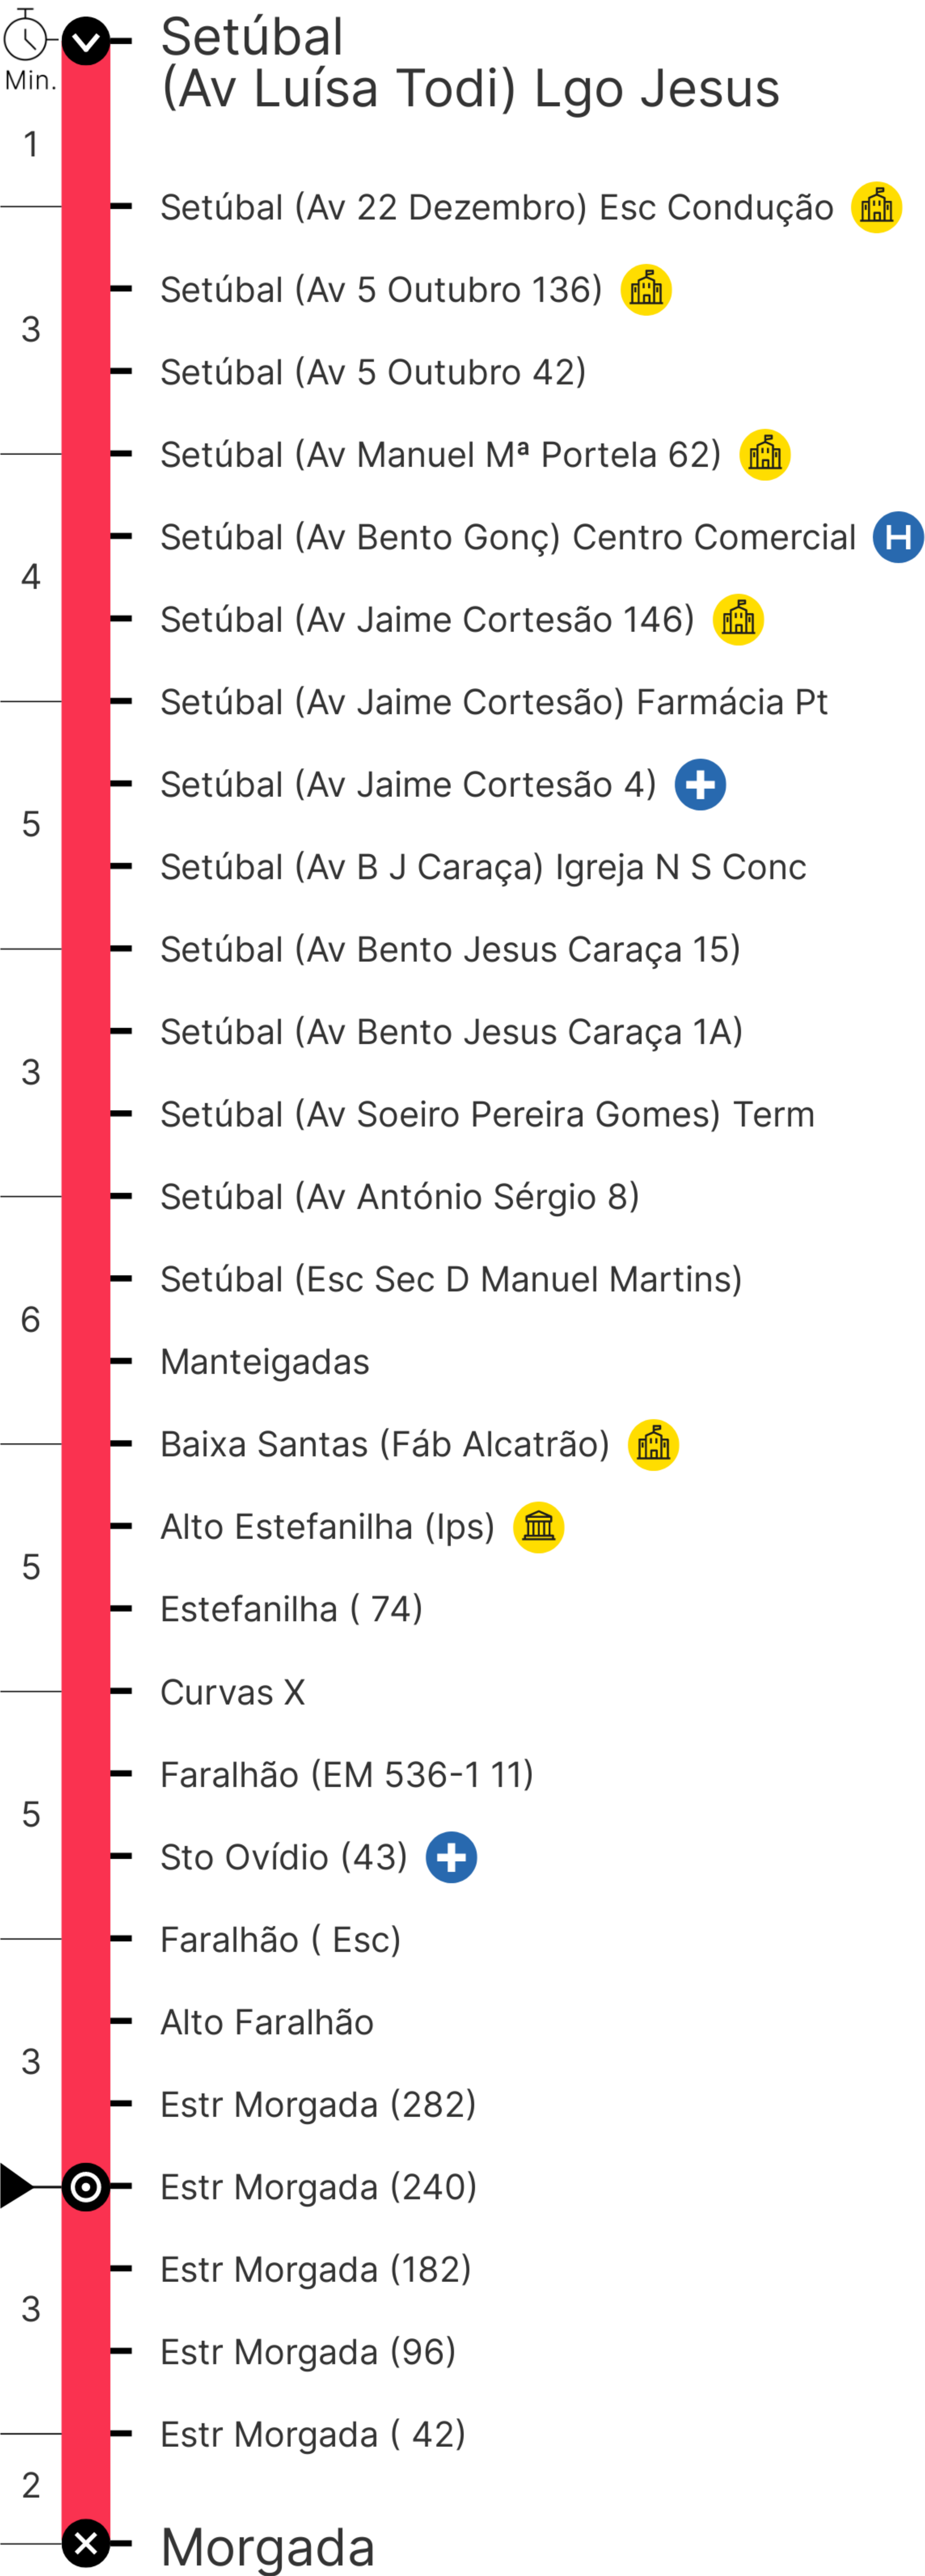 Setúbal
(Av Luísa Todi) Lgo Jesus
Min.
1
Setúbal (Av 22 Dezembro) Esc Condução
Setúbal (Av 5 Outubro 136)
3
Setúbal (Av 5 Outubro 42)
Setúbal (Av Manuel Mª Portela 62)
Setúbal (Av Bento Gonç) Centro Comercial H
4
Setúbal (Av Jaime Cortesão 146)
Setúbal (Av Jaime Cortesão) Farmácia Pt
Setúbal (Av Jaime Cortesão 4)
5
Setúbal (Av B J Caraça) Igreja N S Conc
Setúbal (Av Bento Jesus Caraça 15)
Setúbal (Av Bento Jesus Caraça 1A)
3
Setúbal (Av Soeiro Pereira Gomes) Term
Setúbal (Av António Sérgio 8)
Setúbal (Esc Sec D Manuel Martins)
6
Manteigadas
Baixa Santas (Fáb Alcatrão)
Alto Estefanilha (Ips)
5
Estefanilha ( 74)
Curvas X
Faralhão (EM 536-1 11)
5
Sto Ovídio (43)
Faralhão ( Esc)
Alto Faralhão
3
Estr Morgada (282)
Estr Morgada (240)
Estr Morgada (182)
3
Estr Morgada (96)
Estr Morgada ( 42)
2
Morgada